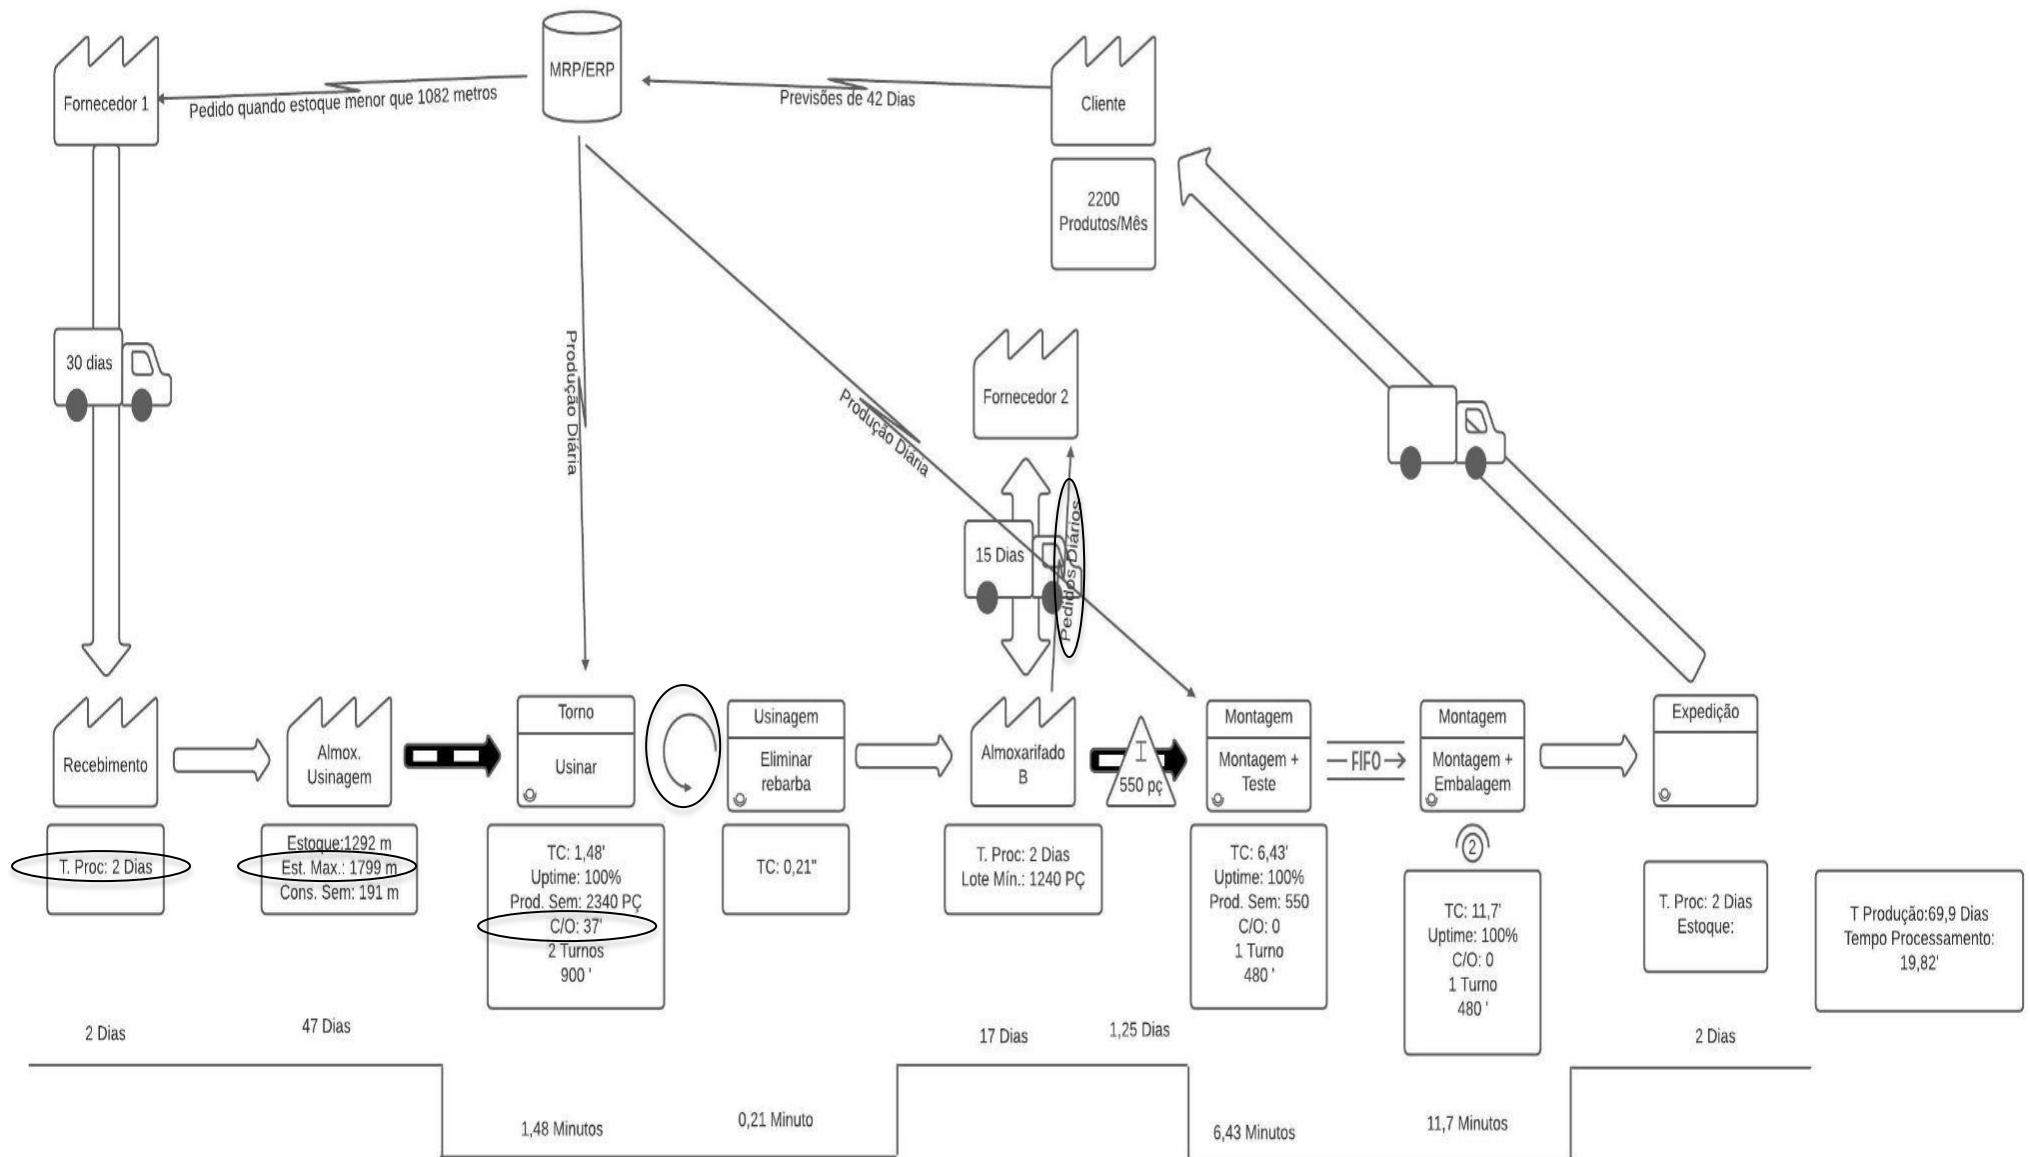 MRP/ERP
Fornecedor 1
Pedido quando estoque menor que 1082 metros
Previsões de 42 Dias
Cliente
2200
Produtos/Mês
30 dias
Produção Diária
Produção Diária
Fornecedor 2
15 Dias
Pedidos Diários
Recebimento
Almox.
Usinagem
Torno
Usinar
Usinagem
Eliminar
rebarba
Almoxarifado
B
I
550 pç
Montagem
Montagem +
Teste
FIFO
Montagem
Montagem +
Embalagem
Expedição
T. Proc: 2 Dias
Estoque:1292 m
Est. Max.: 1799 m
Cons. Sem: 191 m
TC: 1,48'
Uptime: 100%
Prod. Sem: 2340 PÇ
C/O: 37'
2 Turnos
900 '
TC: 0,21"
T. Proc: 2 Dias
Lote Mín.: 1240 PÇ
TC: 6,43'
Uptime: 100%
Prod. Sem: 550
C/O: 0
1 Turno
480 '
2
TC: 11,7'
Uptime: 100%
C/O: 0
1 Turno
480 '
T. Proc: 2 Dias
Estoque:
T Produção:69,9 Dias
Tempo Processamento:
19,82'
2 Dias
47 Dias
17 Dias
1,25 Dias
2 Dias
1,48 Minutos
0,21 Minuto
6,43 Minutos
11,7 Minutos